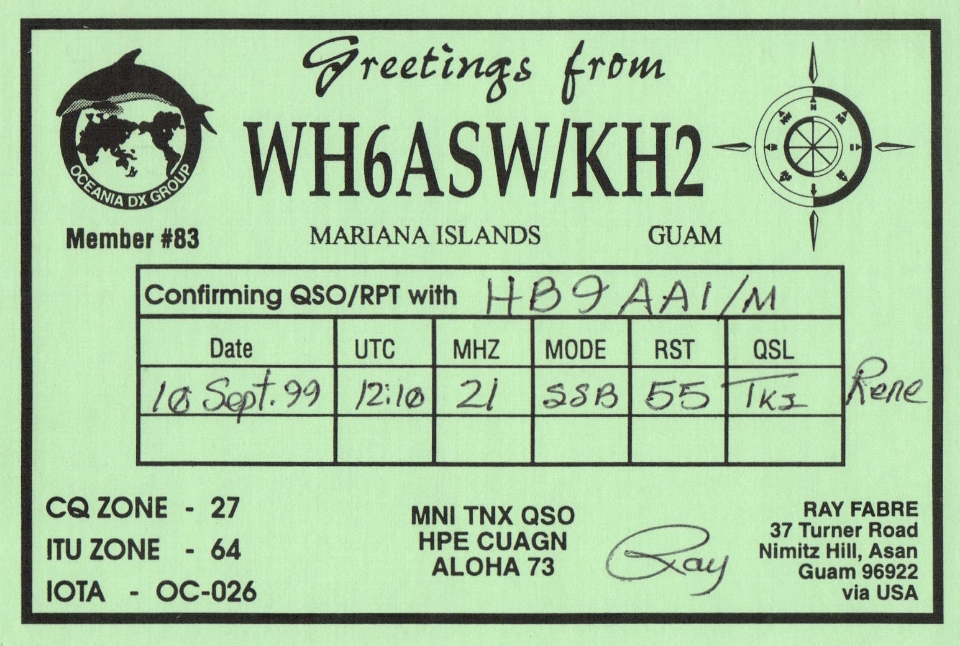 Greetings from
WH6ASW/KH2
OCEANIA DX GROUP
Member #83
MARIANA ISLANDS GUAM
N
Confirming QSO/RPT with HB9AAI/M
Date UTC MHZ MODE RST QSL
10 Sept. 99 12:10 21 SSB 55 Tks Rene
CQ ZONE - 27
ITU ZONE - 64
IOTA - OC-026
MNI TNX QSO
HPE CUAGN
ALOHA 73
Ray
RAY FABRE
37 Turner Road
Nimitz Hill, Asan
Guam 96922
via USA